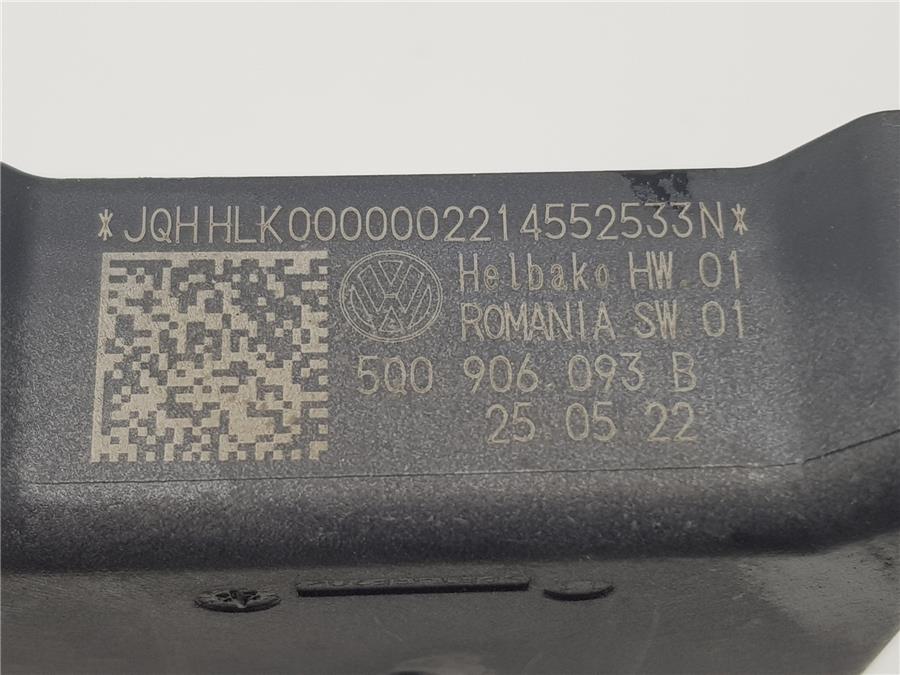 *JQHHLK0000002214552533N*
Helbako HW.01
ROMANIA SW 01
5Q0 906.093 B
25.05.22